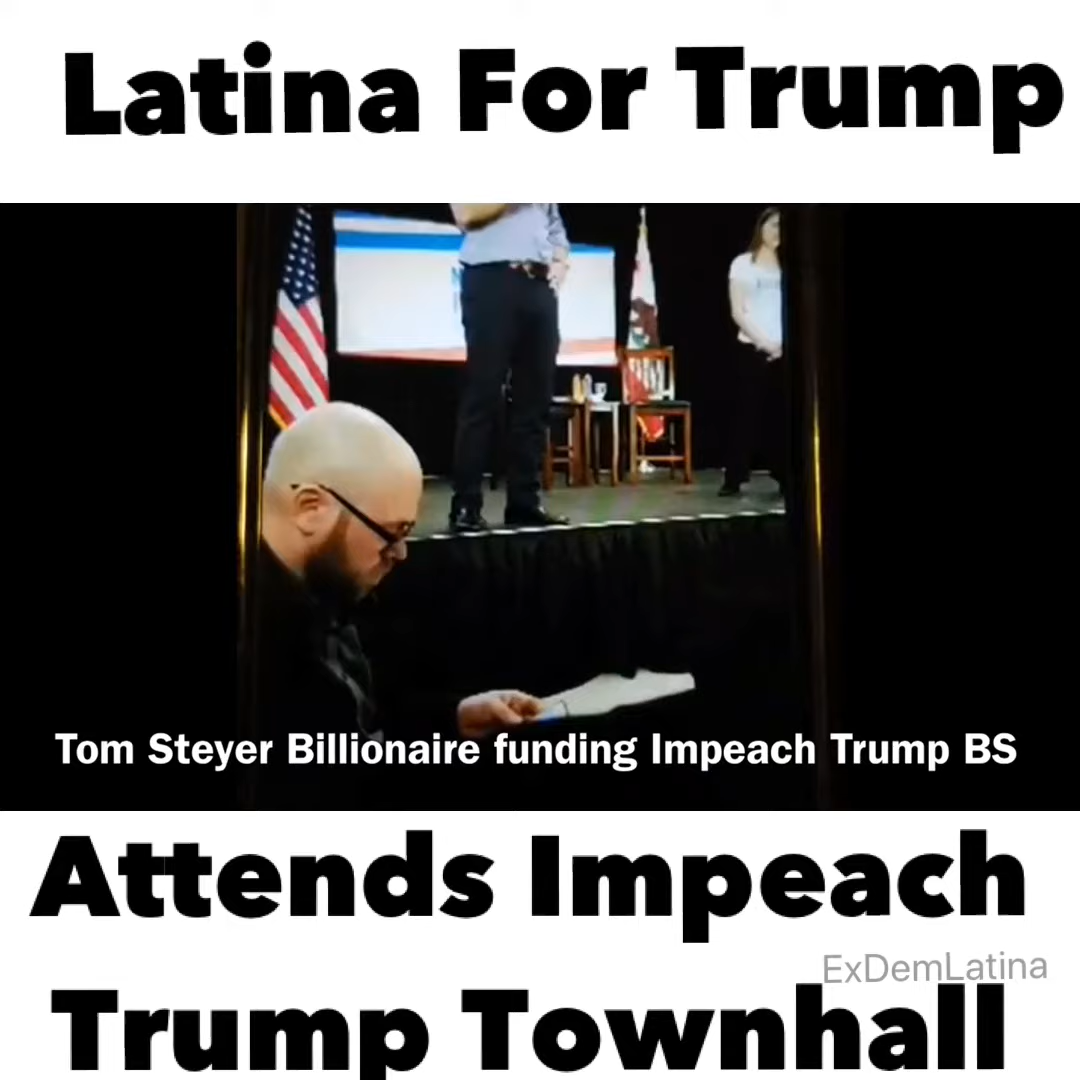 Latina For Trump
Tom Steyer Billionaire funding Impeach Trump BS
Attends Impeach
ExDemLatina
Trump Townhall